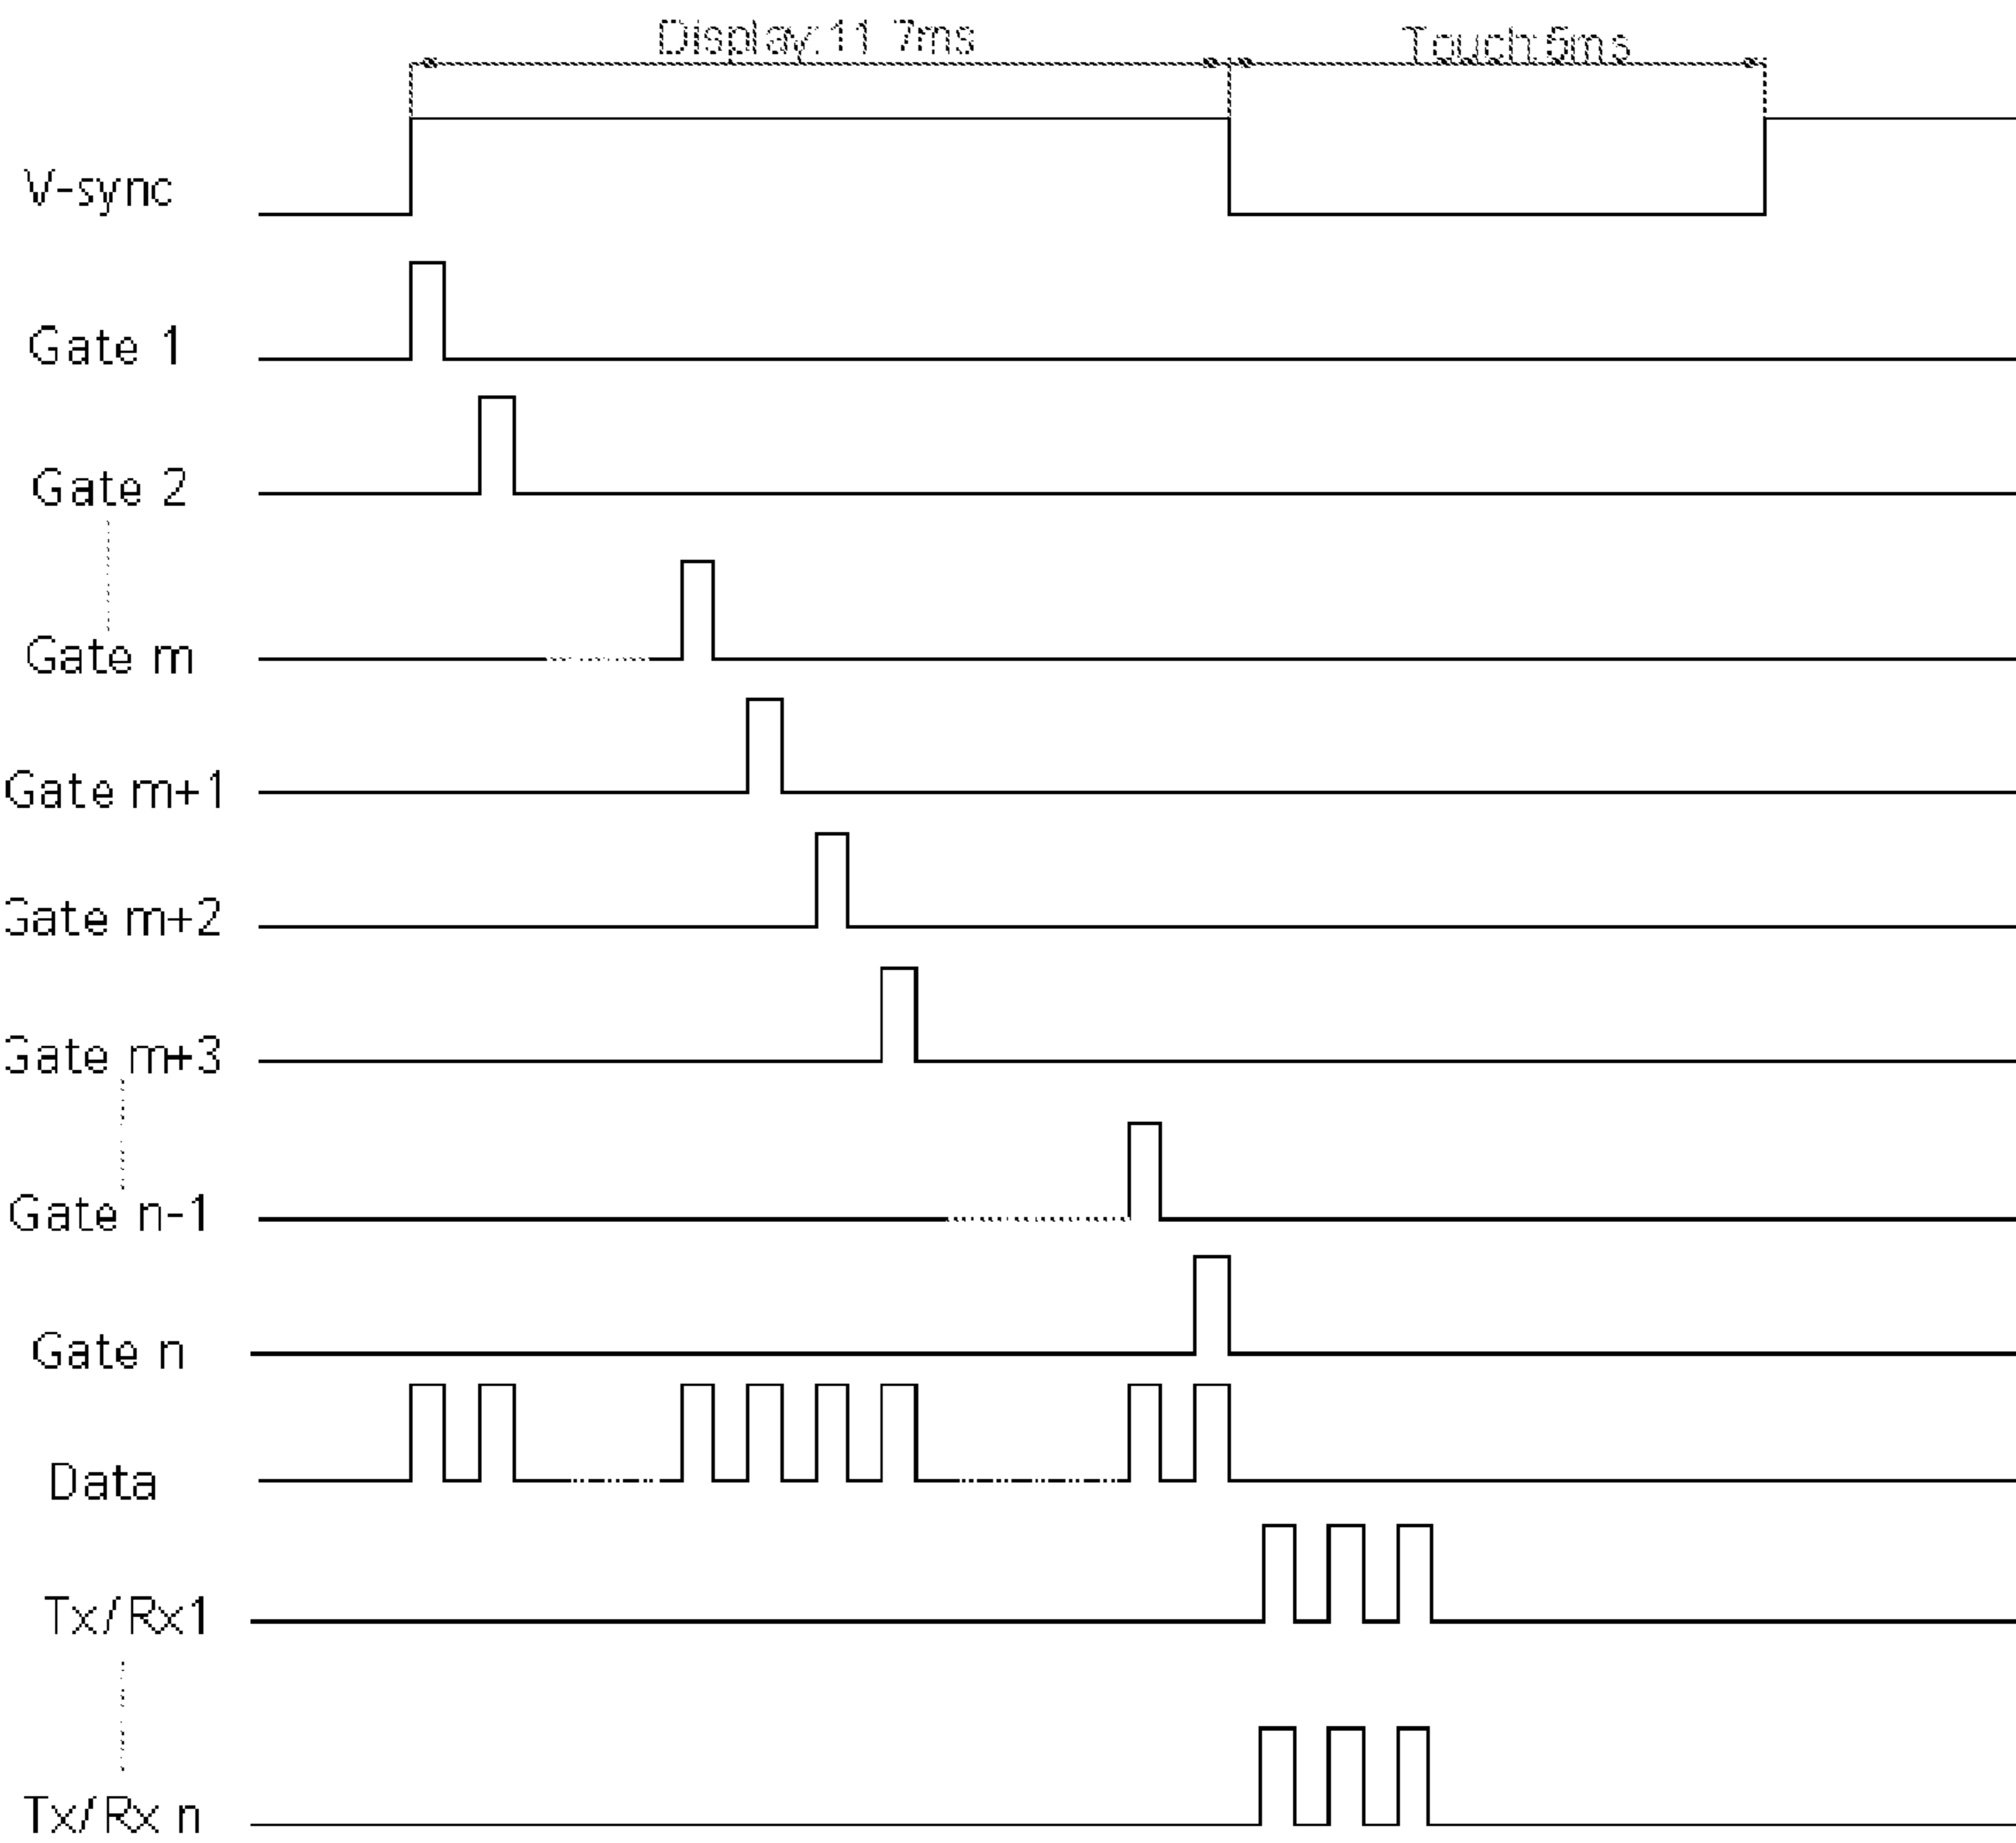 Display:11.7ms
Touch:5ms
V-sync
Gate 1
Gate 2
Gate m
Gate m+1
Gate m+2
Gate m+3
Gate n-1
Gate n
Data
Tx/Rx1
Tx/Rx n